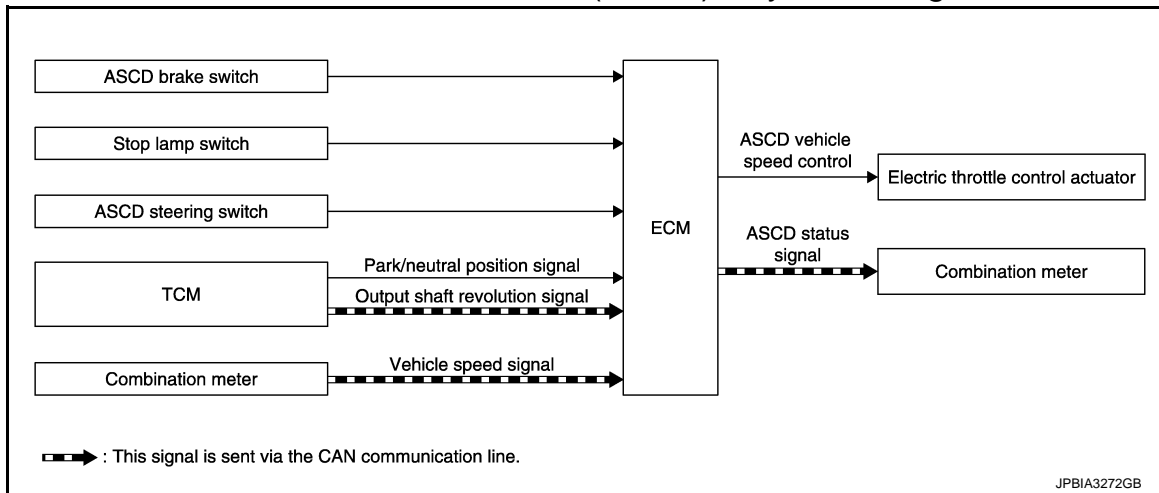 ASCD brake switch
Stop lamp switch
ASCD steering switch
TCM
Park/neutral position signal
Output shaft revolution signal
Combination meter
Vehicle speed signal
ECM
ASCD vehicle
speed control
Electric throttle control actuator
ASCD status
signal
Combination meter
: This signal is sent via the CAN communication line.
JPBIA3272GB